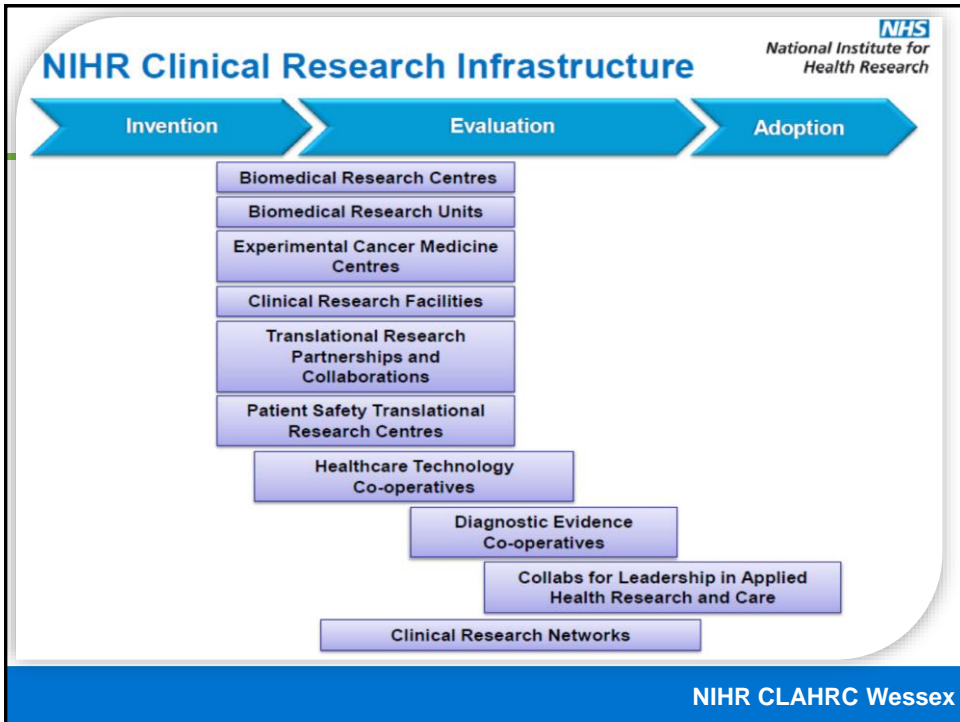 NHS
National Institute for
Health Research
NIHR Clinical Research Infrastructure
Invention
Evaluation
Adoption
Biomedical Research Centres
Biomedical Research Units
Experimental Cancer Medicine
Centres
Clinical Research Facilities
Translational Research
Partnerships and
Collaborations
Patient Safety Translational
Research Centres
Healthcare Technology
Co-operatives
Diagnostic Evidence
Co-operatives
Collabs for Leadership in Applied
Health Research and Care
Clinical Research Networks
NIHR CLAHRC Wessex